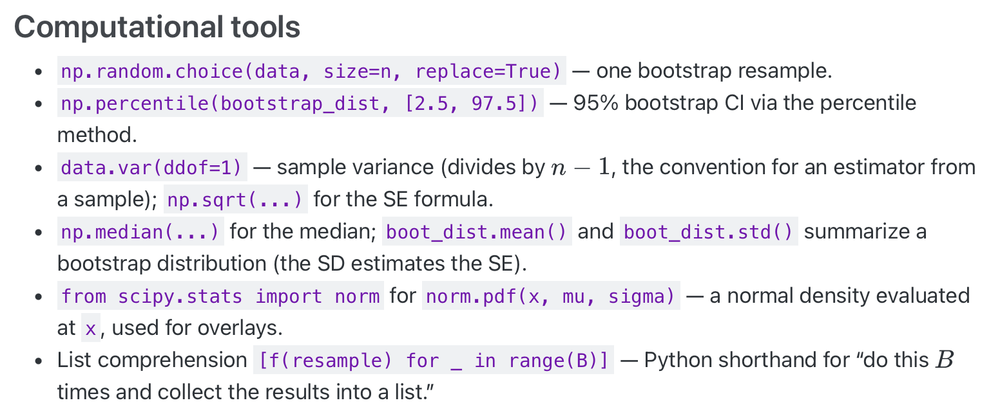 Computational tools
• np.random.choice(data, size=n, replace=True) — one bootstrap resample.
• np.percentile(bootstrap_dist, [2.5, 97.5]) — 95% bootstrap CI via the percentile
method.
• data.var(ddof=1) — sample variance (divides by n − 1, the convention for an estimator from
a sample); np.sqrt(...) for the SE formula.
• np.median(...) for the median; boot_dist.mean() and boot_dist.std() summarize a
bootstrap distribution (the SD estimates the SE).
• from scipy.stats import norm for norm.pdf(x, mu, sigma) — a normal density evaluated
at x, used for overlays.
• List comprehension [f(resample) for _ in range(B)] — Python shorthand for “do this B
times and collect the results into a list.”